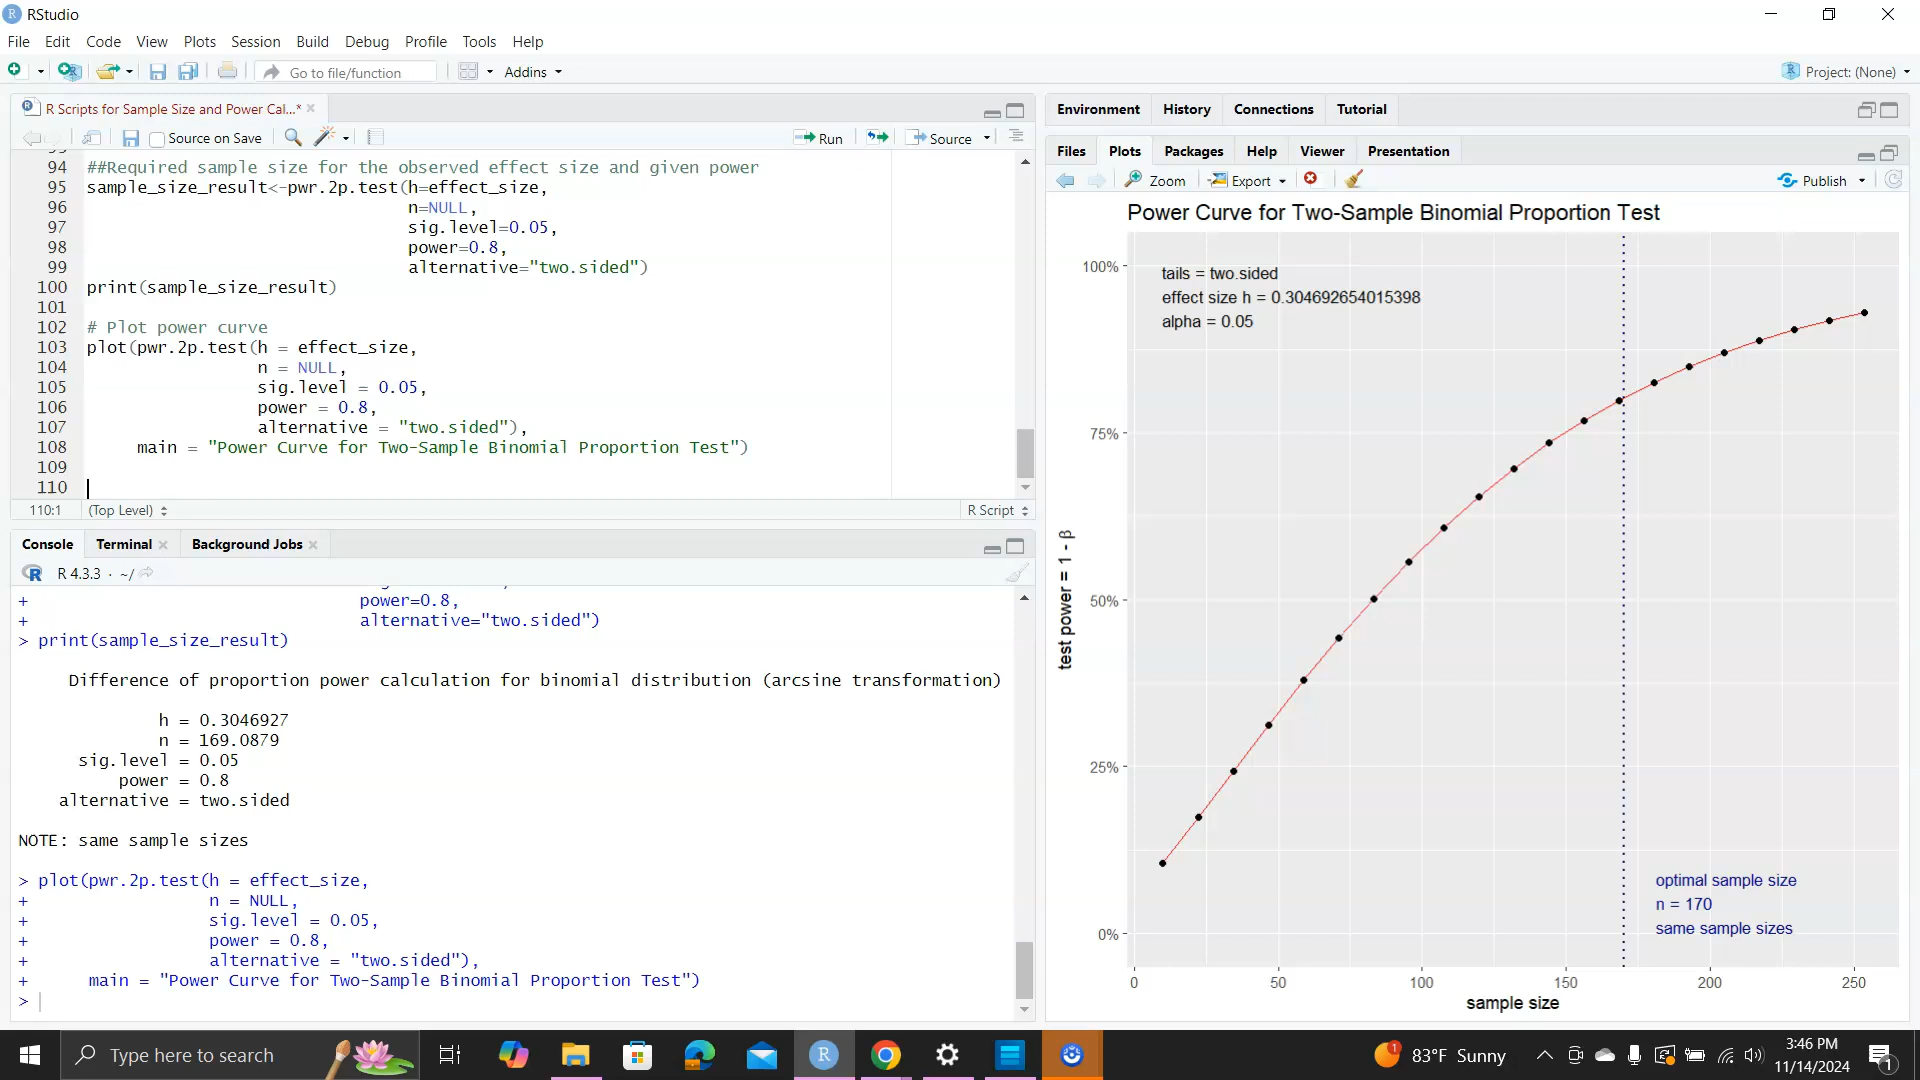 RStudio
File Edit Code View Plots Session Build Debug Profile Tools Help
Go to file/function Addins Project: (None)
R Scripts for Sample Size and Power Cal...*
Source on Save Run Source
94 ##Required sample size for the observed effect size and given power
95 sample_size_result<-pwr.2p.test(h=effect_size,
96 n=NULL,
97 sig.level=0.05,
98 power=0.8,
99 alternative="two.sided")
100 print(sample_size_result)
101
102 # Plot power curve
103 plot(pwr.2p.test(h = effect_size,
104 n = NULL,
105 sig.level = 0.05,
106 power = 0.8,
107 alternative = "two.sided"),
108 main = "Power Curve for Two-Sample Binomial Proportion Test")
109
110
110:1 (Top Level) R Script
Console Terminal Background Jobs
R 4.3.3 · ~/
+ power=0.8,
+ alternative="two.sided")
> print(sample_size_result)
Difference of proportion power calculation for binomial distribution (arcsine transformation)
h = 0.3046927
n = 169.0879
sig.level = 0.05
power = 0.8
alternative = two.sided
NOTE: same sample sizes
> plot(pwr.2p.test(h = effect_size,
+ n = NULL,
+ sig.level = 0.05,
+ power = 0.8,
+ alternative = "two.sided"),
+ main = "Power Curve for Two-Sample Binomial Proportion Test")
>
Environment History Connections Tutorial
Files Plots Packages Help Viewer Presentation
Zoom Export Publish
Power Curve for Two-Sample Binomial Proportion Test
tails = two.sided
effect size h = 0.304692654015398
alpha = 0.05
100%
75%
50%
25%
0%
test power = 1 - β
optimal sample size
n = 170
same sample sizes
0 50 100 150 200 250
sample size
Type here to search
83°F Sunny
3:46 PM
11/14/2024